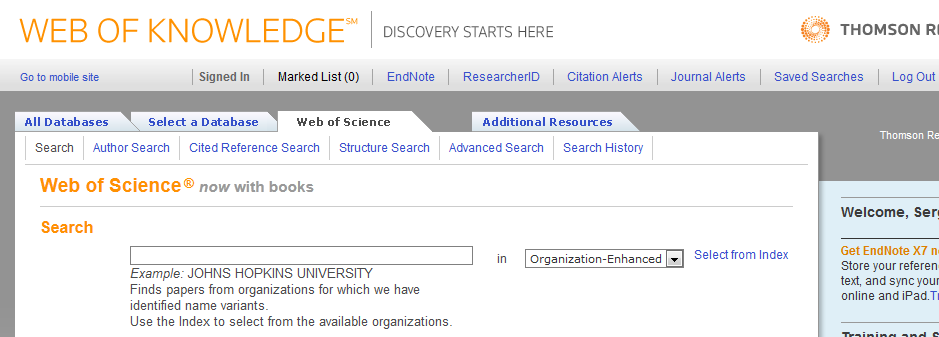 WEB OF KNOWLEDGE℠ DISCOVERY STARTS HERE THOMSON RE
Go to mobile site Signed In Marked List (0) EndNote ResearcherID Citation Alerts Journal Alerts Saved Searches Log Out
All Databases Select a Database Web of Science Additional Resources
Thomson Re
Search Author Search Cited Reference Search Structure Search Advanced Search Search History
Web of Science® now with books
Welcome, Serg
Search
Get EndNote X7 n
in Organization-Enhanced Select from Index
Store your referen
Example: JOHNS HOPKINS UNIVERSITY
text, and sync your
Finds papers from organizations for which we have
online and iPad.Tr
identified name variants.
Use the Index to select from the available organizations.
Training and S